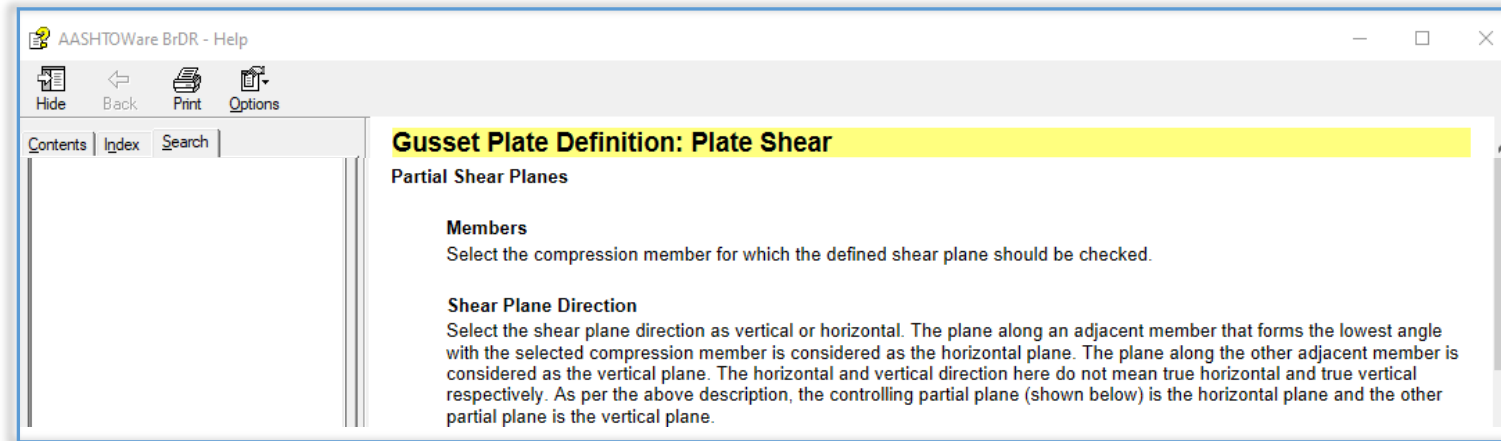 AASHTOWare BrDR - Help
Hide Back Print Options
Contents Index Search
Gusset Plate Definition: Plate Shear
Partial Shear Planes
Members
Select the compression member for which the defined shear plane should be checked.
Shear Plane Direction
Select the shear plane direction as vertical or horizontal. The plane along an adjacent member that forms the lowest angle
with the selected compression member is considered as the horizontal plane. The plane along the other adjacent member is
considered as the vertical plane. The horizontal and vertical direction here do not mean true horizontal and true vertical
respectively. As per the above description, the controlling partial plane (shown below) is the horizontal plane and the other
partial plane is the vertical plane.